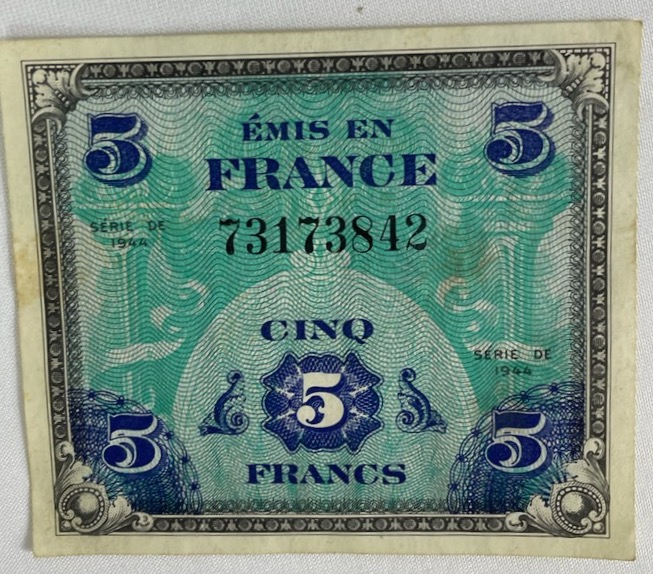 5 5
ÉMIS EN
FRANCE
SÉRIE DE
1944
73173842
CINQ
SÉRIE DE
1944
5
5 5
FRANCS